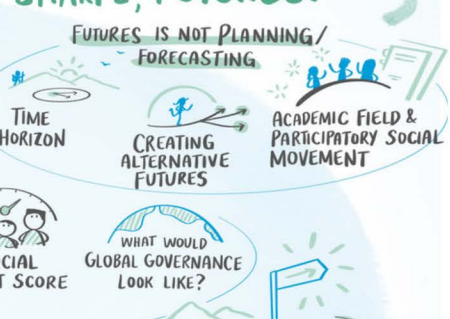 FUTURES IS NOT PLANNING/
FORECASTING
TIME
HORIZON
CREATING
ALTERNATIVE
FUTURES
ACADEMIC FIELD &
PARTICIPATORY SOCIAL
MOVEMENT
SCORE
WHAT WOULD
GLOBAL GOVERNANCE
LOOK LIKE?